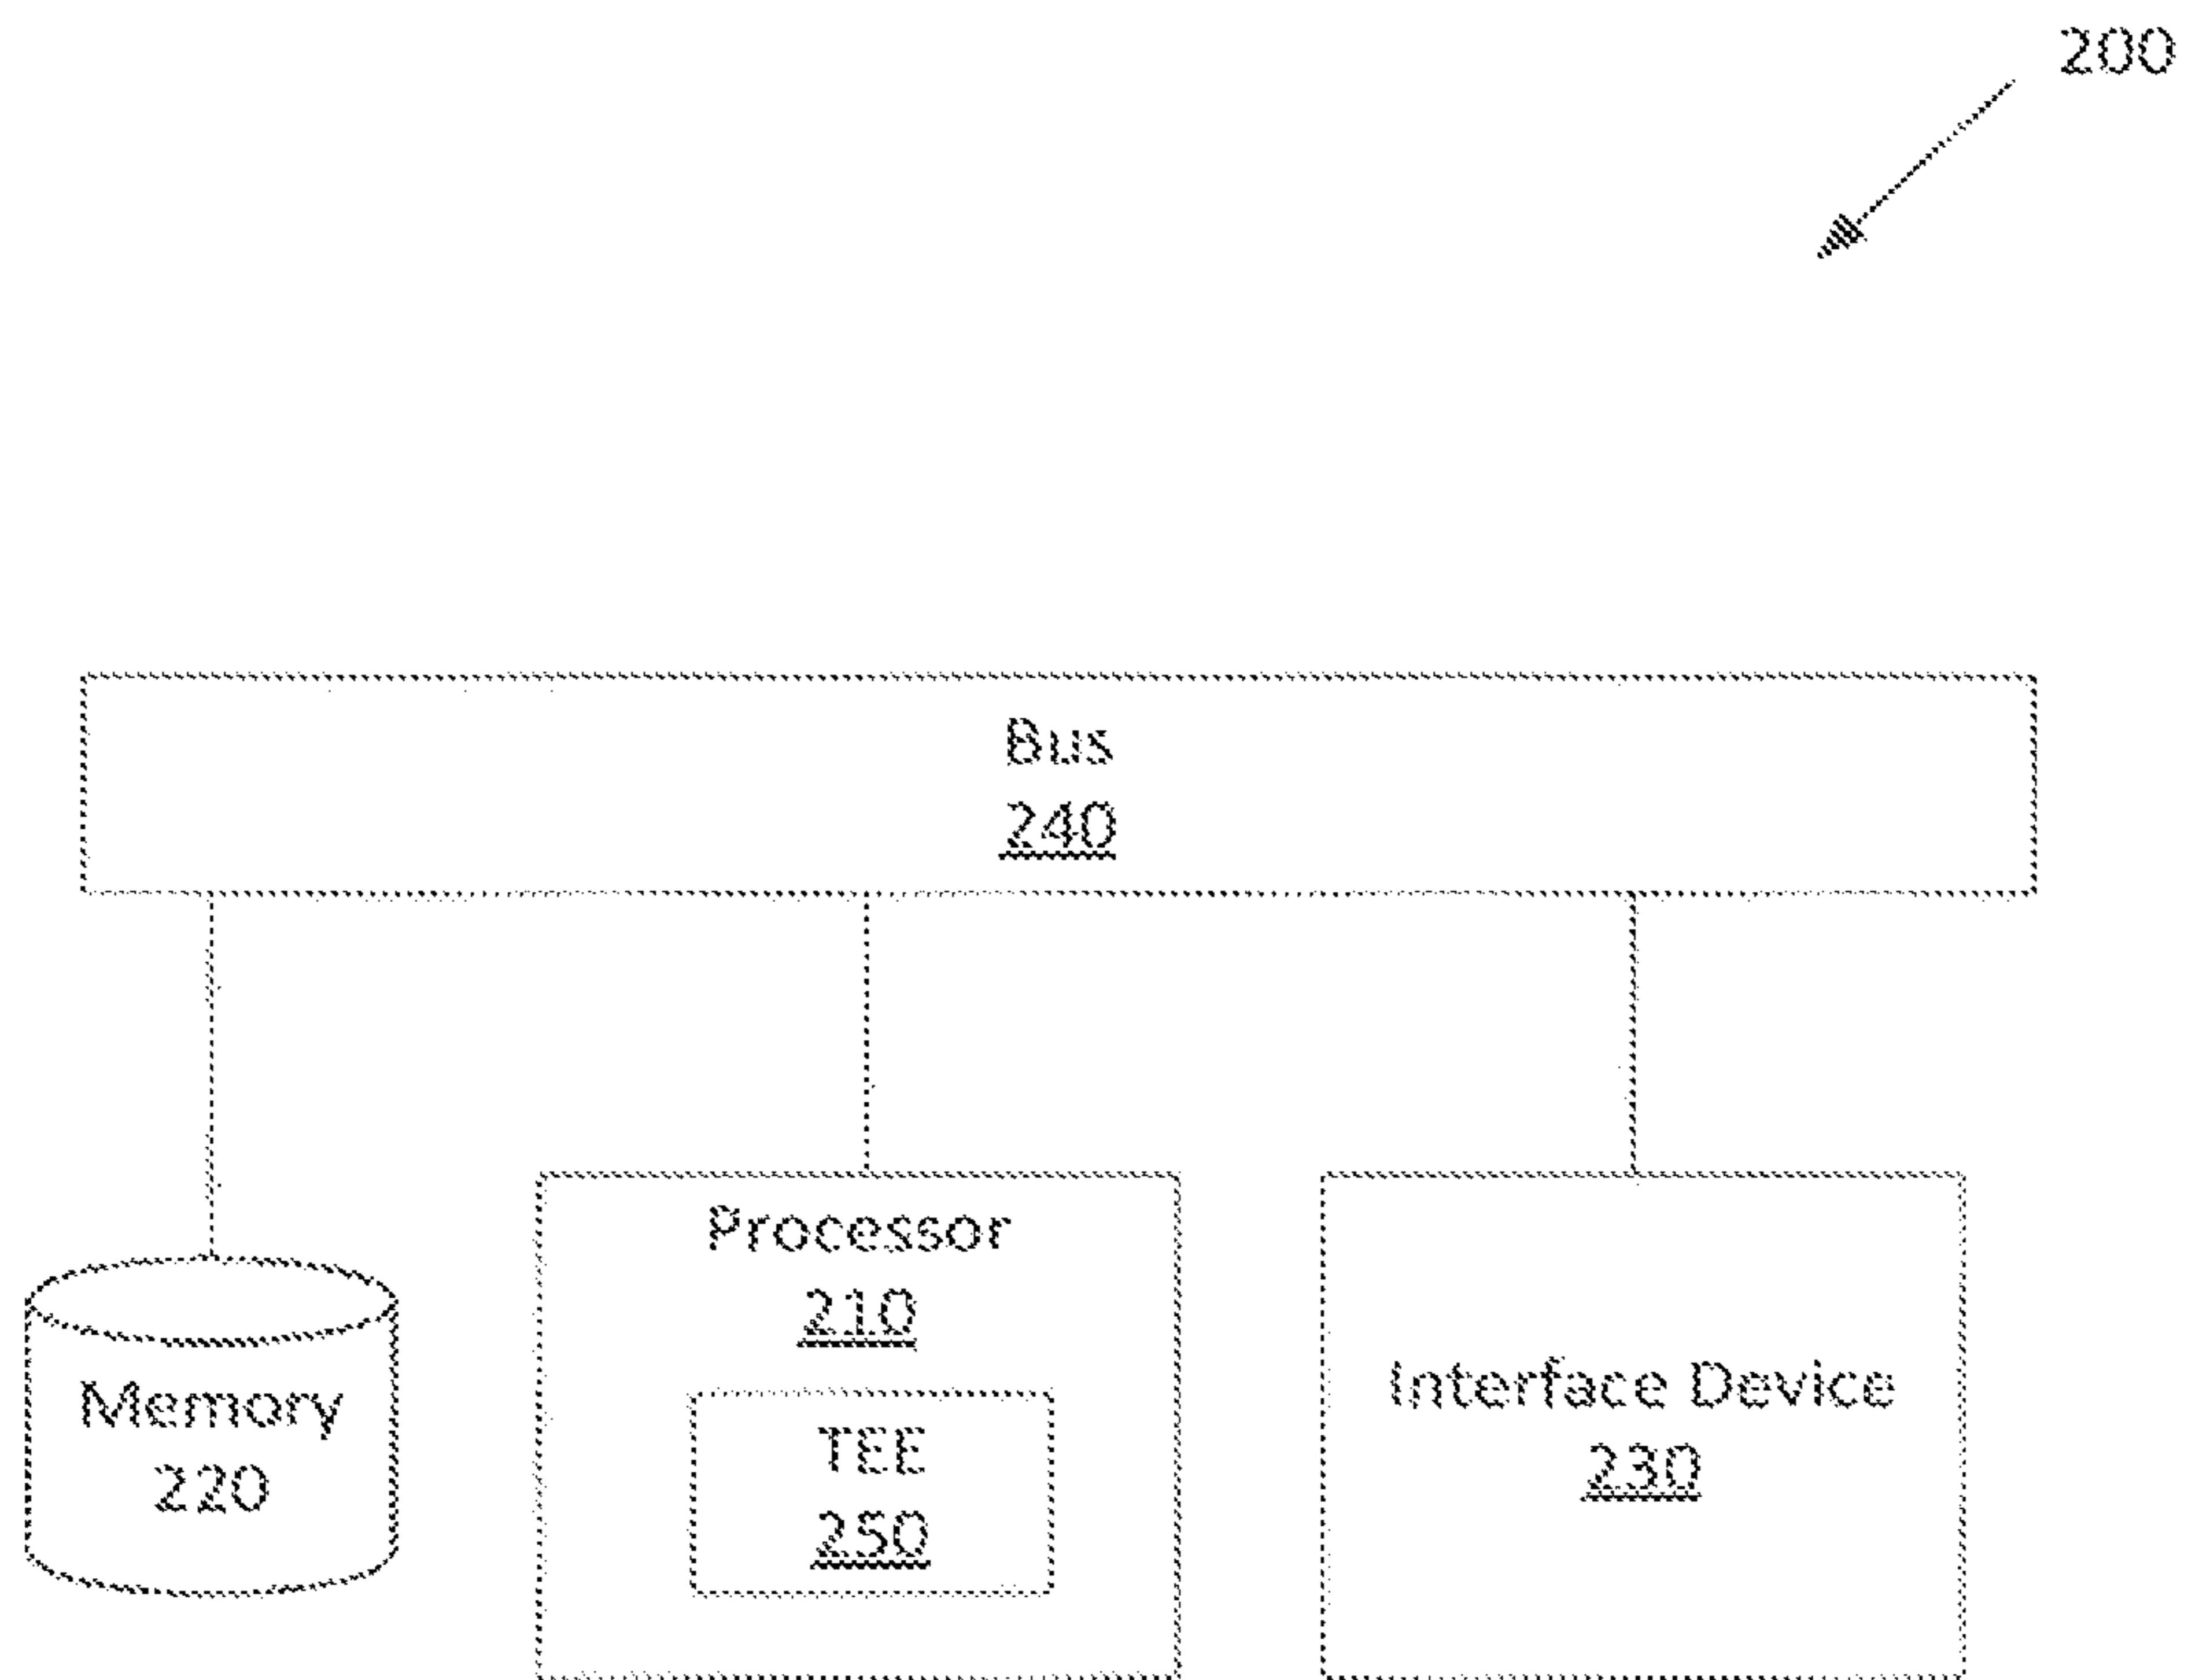 200
Bus
240
Processor
210
Memory
220
TEE
250
Interface Device
230